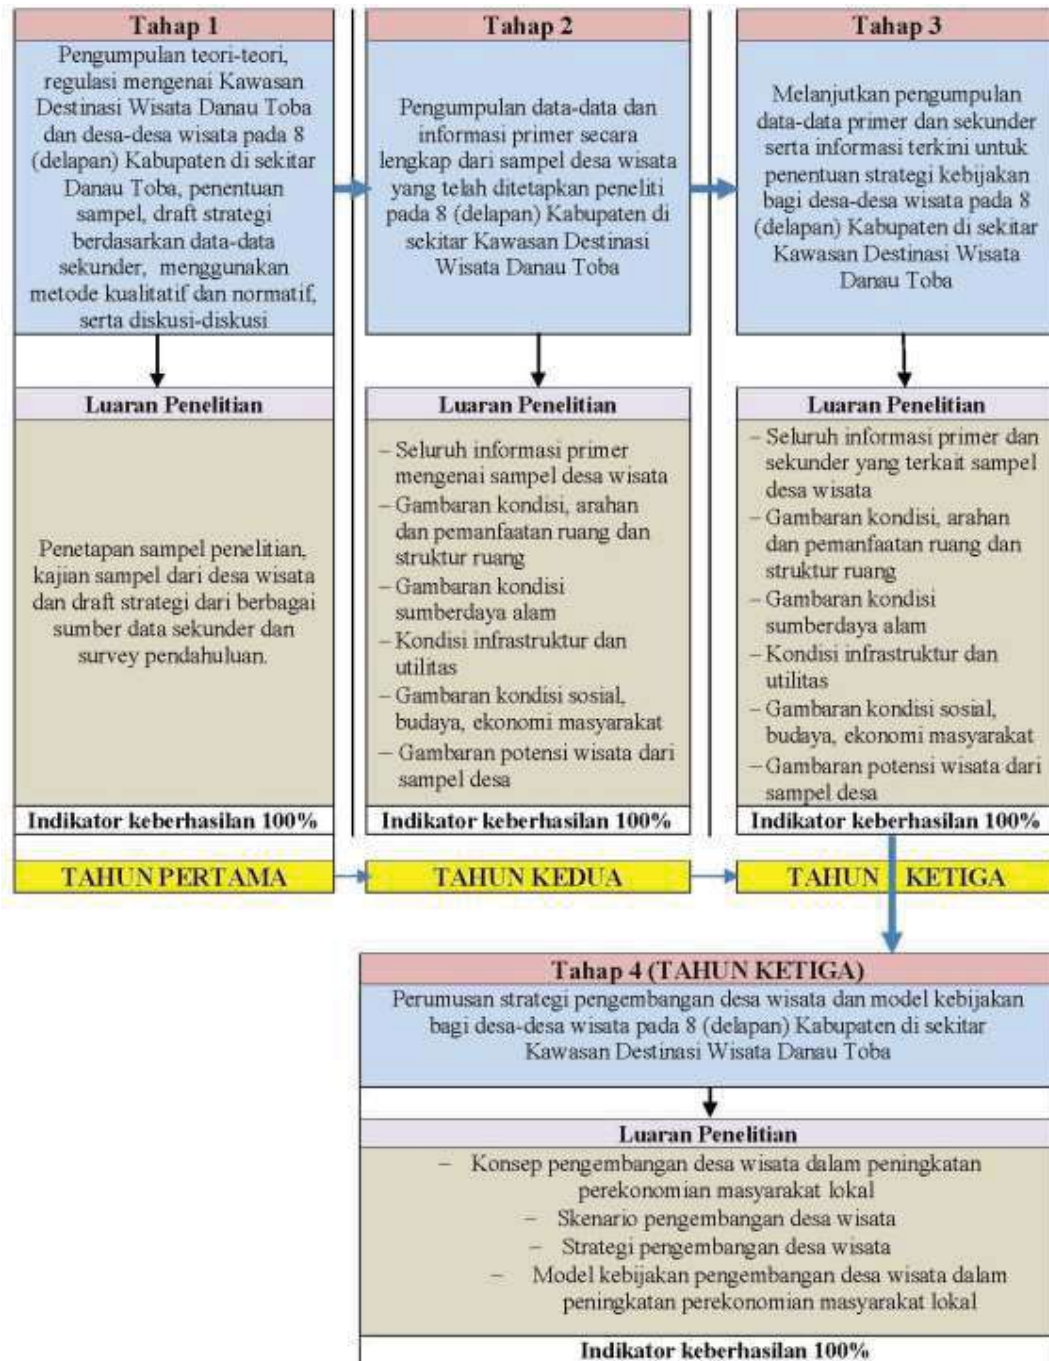 Tahap 1
Pengumpulan teori-teori,
regulasi mengenai Kawasan
Destinasi Wisata Danau Toba
dan desa-desa wisata pada 8
(delapan) Kabupaten di sekitar
Danau Toba, penentuan
sampel, draft strategi
berdasarkan data-data
sekunder, menggunakan
metode kualitatif dan normatif,
serta diskusi-diskusi
Luaran Penelitian
Penetapan sampel penelitian,
kajian sampel dari desa wisata
dan draft strategi dari berbagai
sumber data sekunder dan
survey pendahuluan.
Indikator keberhasilan 100%
TAHUN PERTAMA
Tahap 2
Pengumpulan data-data dan
informasi primer secara
lengkap dari sampel desa wisata
yang telah ditetapkan peneliti
pada 8 (delapan) Kabupaten di
sekitar Kawasan Destinasi
Wisata Danau Toba
Luaran Penelitian
– Seluruh informasi primer
mengenai sampel desa wisata
– Gambaran kondisi, arahan
dan pemanfaatan ruang dan
struktur ruang
– Gambaran kondisi
sumberdaya alam
– Kondisi infrastruktur dan
utilitas
– Gambaran kondisi sosial,
budaya, ekonomi masyarakat
– Gambaran potensi wisata dari
sampel desa
Indikator keberhasilan 100%
TAHUN KEDUA
Tahap 3
Melanjutkan pengumpulan
data-data primer dan sekunder
serta informasi terkini untuk
penentuan strategi kebijakan
bagi desa-desa wisata pada 8
(delapan) Kabupaten di sekitar
Kawasan Destinasi Wisata
Danau Toba
Luaran Penelitian
– Seluruh informasi primer dan
sekunder yang terkait sampel
desa wisata
– Gambaran kondisi, arahan
dan pemanfaatan ruang dan
struktur ruang
– Gambaran kondisi
sumberdaya alam
– Kondisi infrastruktur dan
utilitas
– Gambaran kondisi sosial,
budaya, ekonomi masyarakat
– Gambaran potensi wisata dari
sampel desa
Indikator keberhasilan 100%
TAHUN KETIGA
Tahap 4 (TAHUN KETIGA)
Perumusan strategi pengembangan desa wisata dan model kebijakan
bagi desa-desa wisata pada 8 (delapan) Kabupaten di sekitar
Kawasan Destinasi Wisata Danau Toba
Luaran Penelitian
– Konsep pengembangan desa wisata dalam peningkatan
perekonomian masyarakat lokal
– Skenario pengembangan desa wisata
– Strategi pengembangan desa wisata
– Model kebijakan pengembangan desa wisata dalam
peningkatan perekonomian masyarakat lokal
Indikator keberhasilan 100%